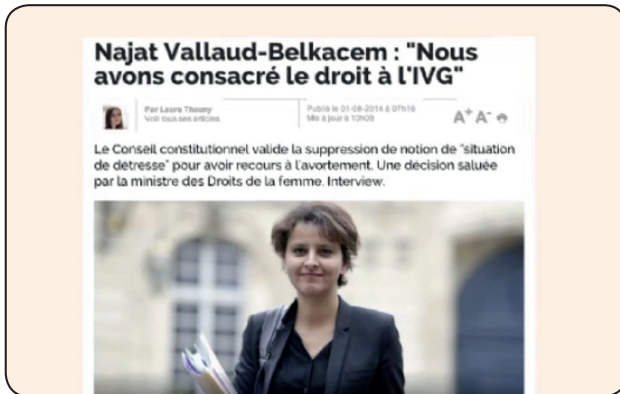 Najat Vallaud-Belkacem : "Nous
avons consacré le droit à l'IVG"
Par Laura Thouny
Voir tous ses articles
Publié le 01-08-2014 à 07h16
Mis à jour à 10h09
A+ A-
Le Conseil constitutionnel valide la suppression de notion de "situation
de détresse" pour avoir recours à l'avortement. Une décision saluée
par la ministre des Droits de la femme. Interview.